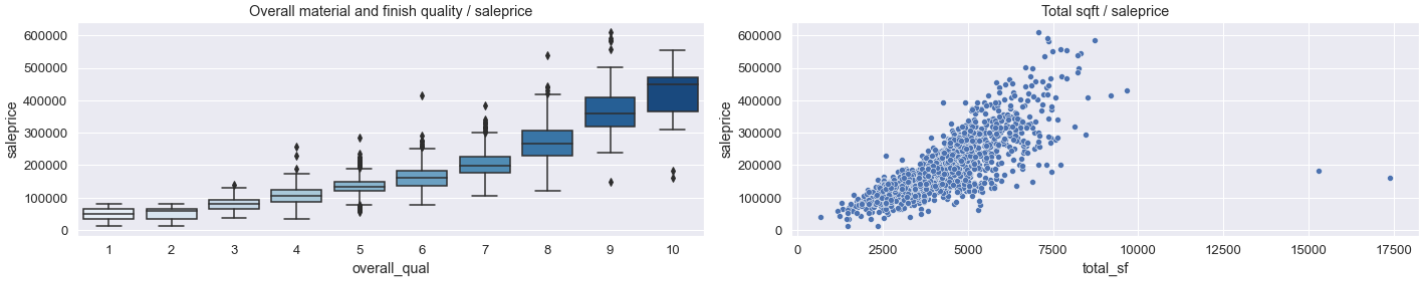 Overall material and finish quality / saleprice
saleprice
600000
500000
400000
300000
200000
100000
0
1 2 3 4 5 6 7 8 9 10
overall_qual
Total sqft / saleprice
saleprice
600000
500000
400000
300000
200000
100000
0
0 2500 5000 7500 10000 12500 15000 17500
total_sf